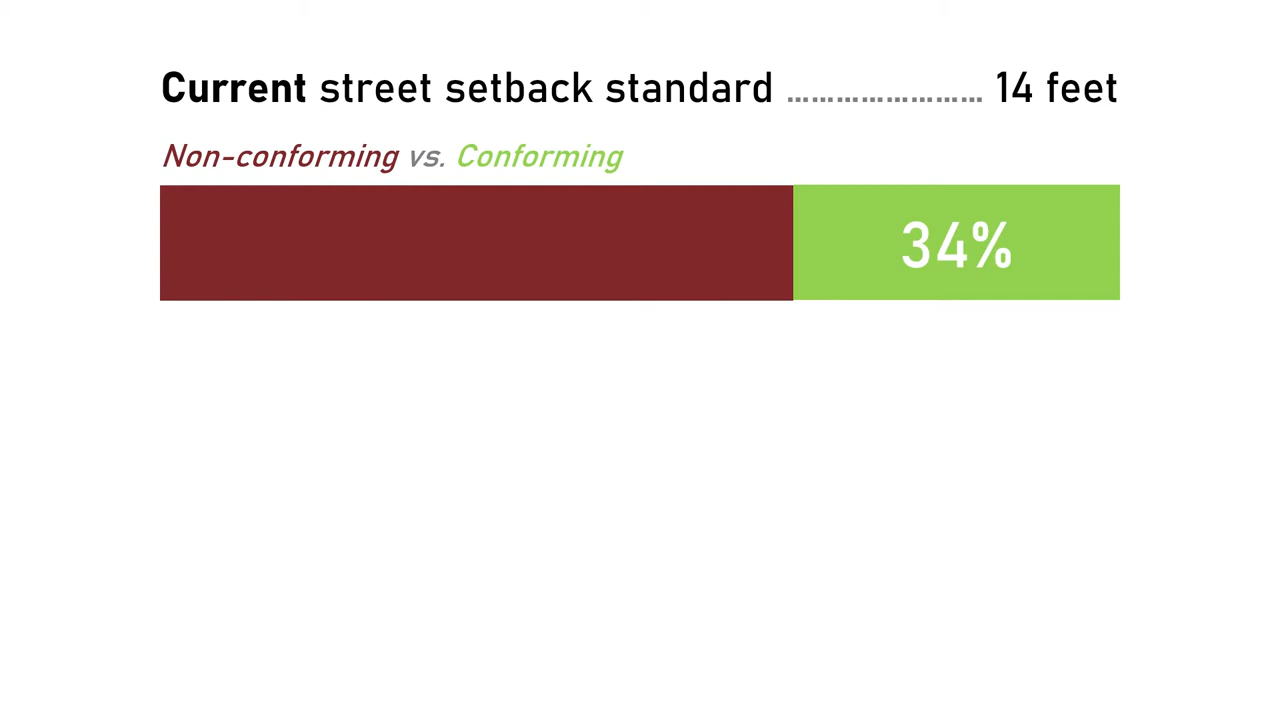 Current street setback standard ........................ 14 feet
Non-conforming vs. Conforming
34%